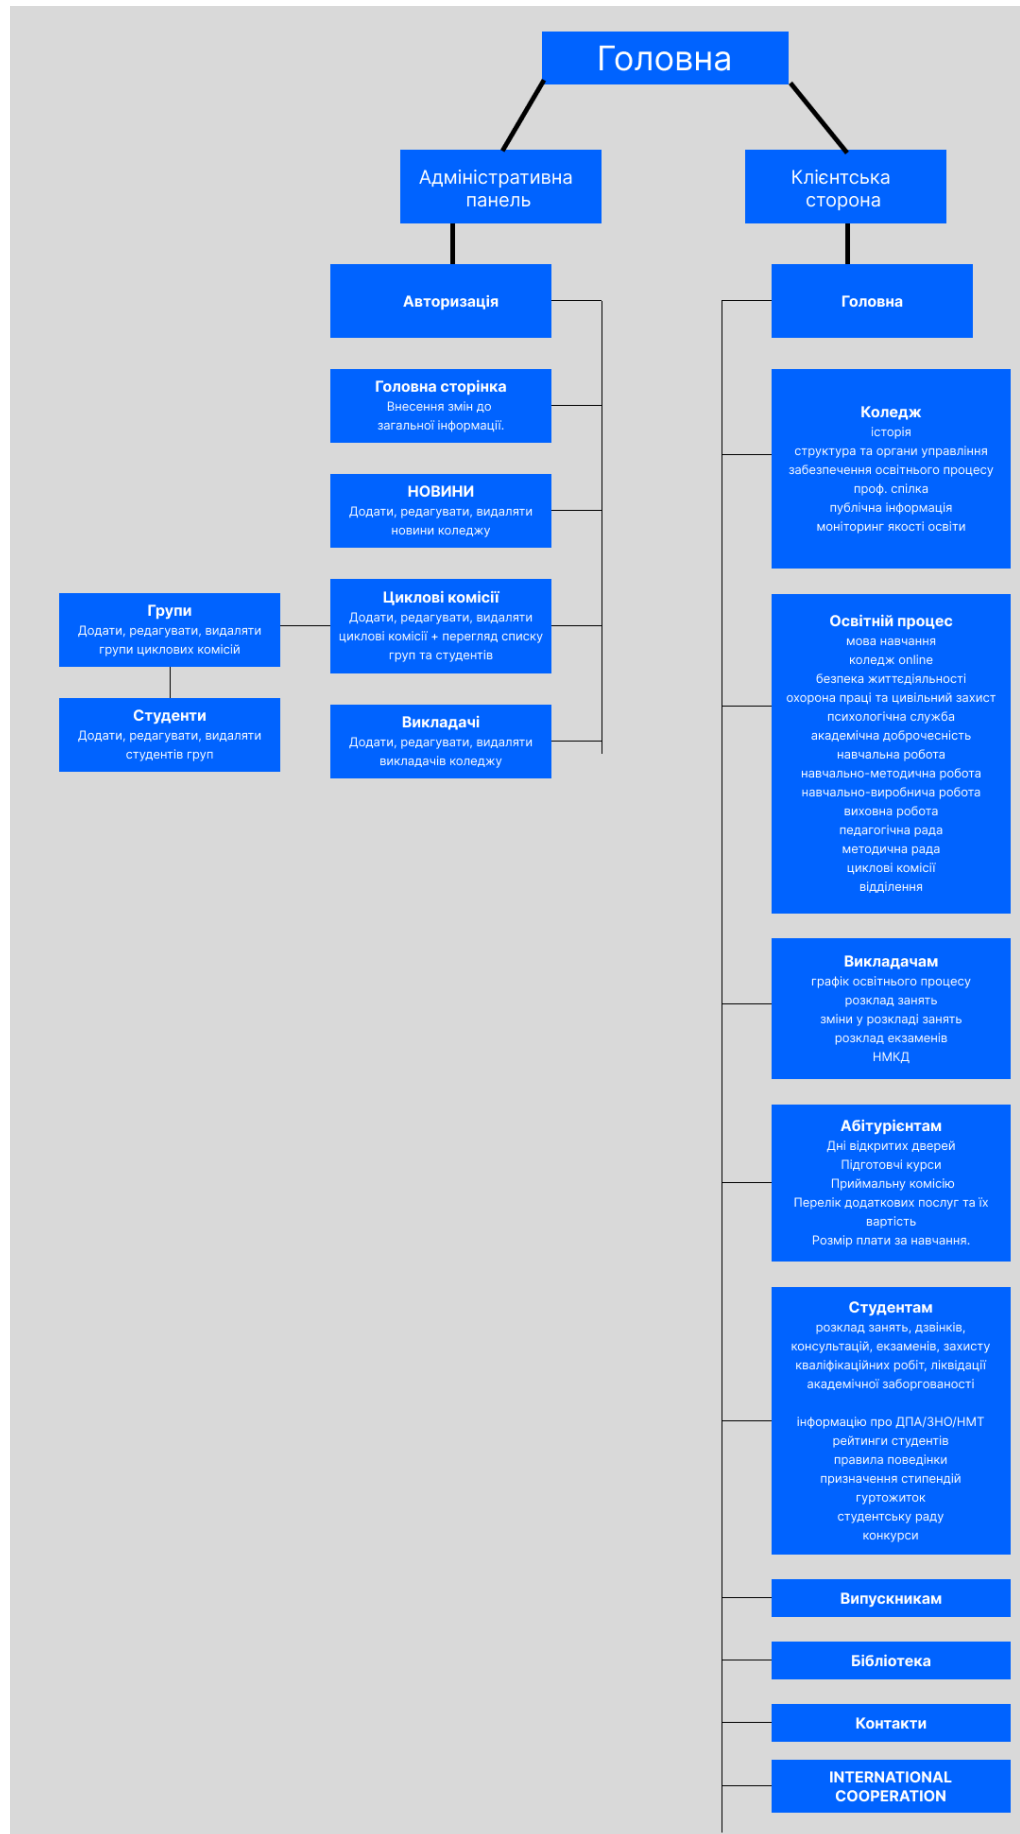 Головна
Адміністративна
панель
Авторизація
Головна сторінка
Внесення змін до
загальної інформації.
НОВИНИ
Додати, редагувати, видаляти
новини коледжу
Циклові комісії
Додати, редагувати, видаляти
циклові комісії + перегляд списку
груп та студентів
Групи
Додати, редагувати, видаляти
групи циклових комісій
Студенти
Додати, редагувати, видаляти
студентів груп
Викладачі
Додати, редагувати, видаляти
викладачів коледжу
Клієнтська
сторона
Головна
Коледж
історія
структура та органи управління
забезпечення освітнього процесу
проф. спілка
публічна інформація
моніторинг якості освіти
Освітній процес
мова навчання
коледж online
безпека життєдіяльності
охорона праці та цивільний захист
психологічна служба
академічна доброчесність
навчальна робота
навчально-методична робота
навчально-виробнича робота
виховна робота
педагогічна рада
методична рада
циклові комісії
відділення
Викладачам
графік освітнього процесу
розклад занять
зміни у розкладі занять
розклад екзаменів
НМКД
Абітурієнтам
Дні відкритих дверей
Підготовчі курси
Приймальну комісію
Перелік додаткових послуг та їх
вартість
Розмір плати за навчання.
Студентам
розклад занять, дзвінків,
консультацій, екзаменів, захисту
кваліфікаційних робіт, ліквідації
академічної заборгованості
інформацію про ДПА/ЗНО/НМТ
рейтинги студентів
правила поведінки
призначення стипендій
гуртожиток
студентську раду
конкурси
Випускникам
Бібліотека
Контакти
INTERNATIONAL
COOPERATION